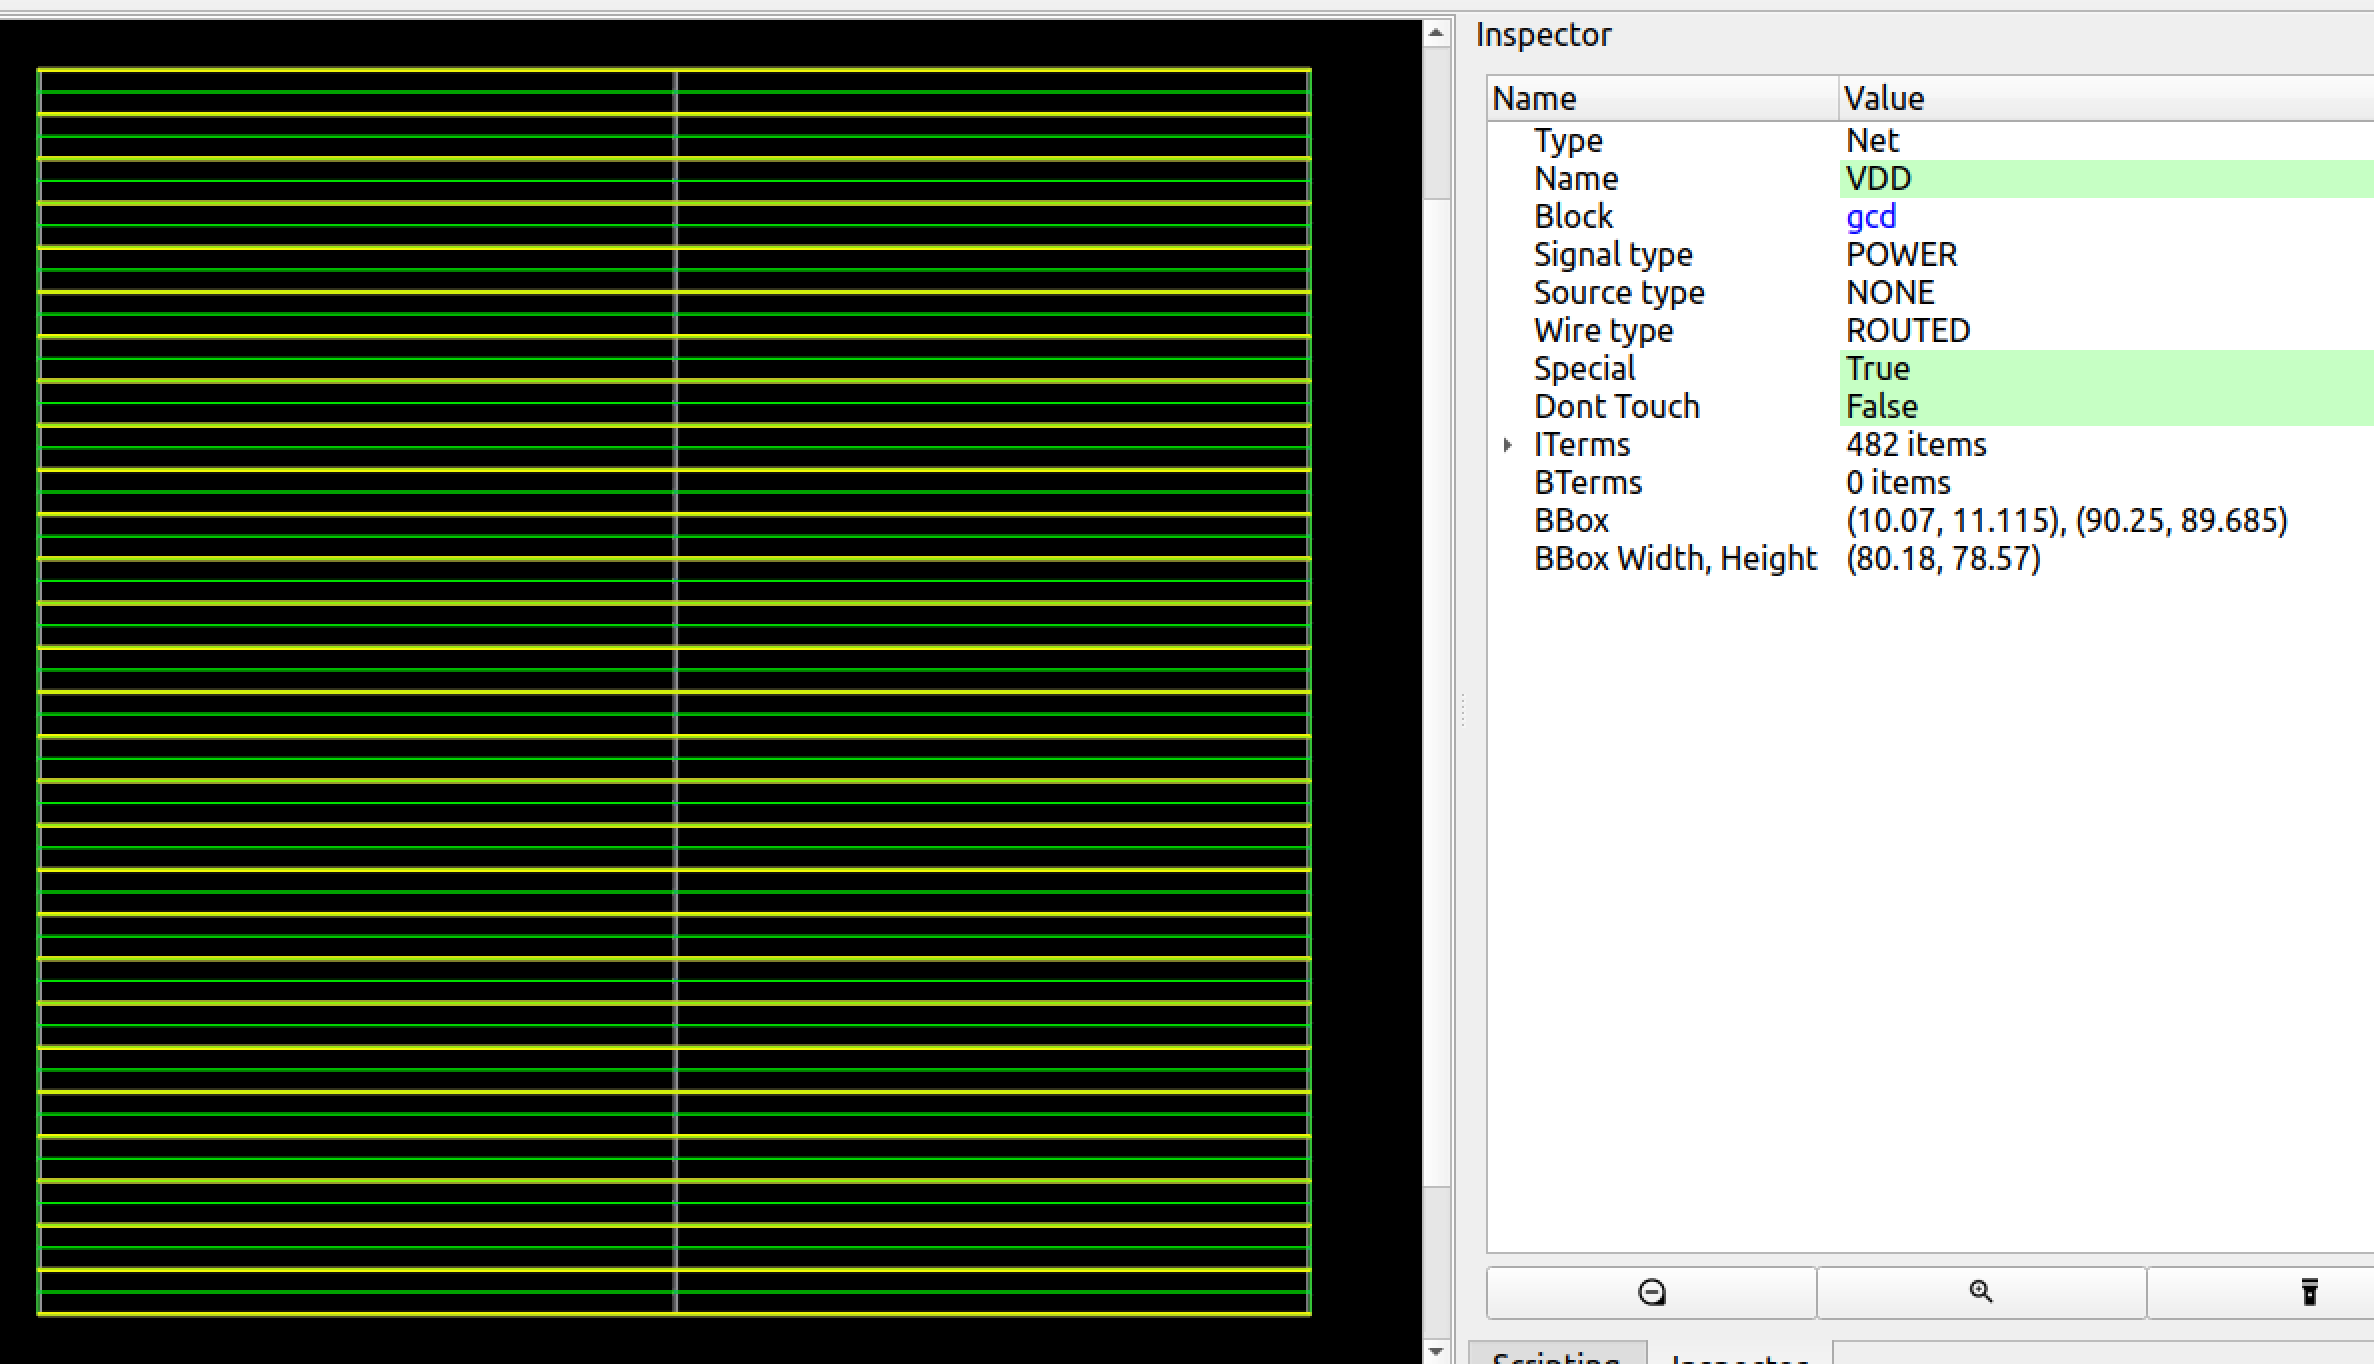 Inspector
Name Value
Type Net
Name VDD
Block gcd
Signal type POWER
Source type NONE
Wire type ROUTED
Special True
Dont Touch False
ITerms 482 items
BTerms 0 items
BBox (10.07, 11.115), (90.25, 89.685)
BBox Width, Height (80.18, 78.57)
Scripting Inspector